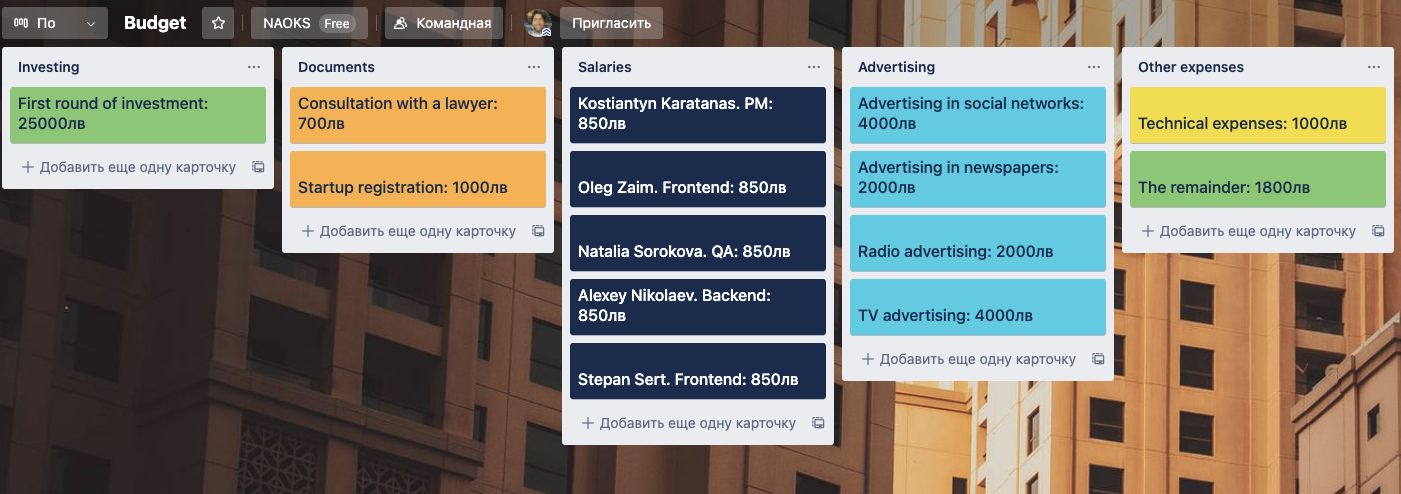 По
Budget
NAOKS Free
Командная
Пригласить
Investing
First round of investment:
25000лв
Добавить еще одну карточку
Documents
Consultation with a lawyer:
700лв
Startup registration: 1000лв
Добавить еще одну карточку
Salaries
Kostiantyn Karatanas. PM:
850лв
Oleg Zaim. Frontend: 850лв
Natalia Sorokova. QA: 850лв
Alexey Nikolaev. Backend:
850лв
Stepan Sert. Frontend: 850лв
Добавить еще одну карточку
Advertising
Advertising in social networks:
4000лв
Advertising in newspapers:
2000лв
Radio advertising: 2000лв
TV advertising: 4000лв
Добавить еще одну карточку
Other expenses
Technical expenses: 1000лв
The remainder: 1800лв
Добавить еще одну карточку